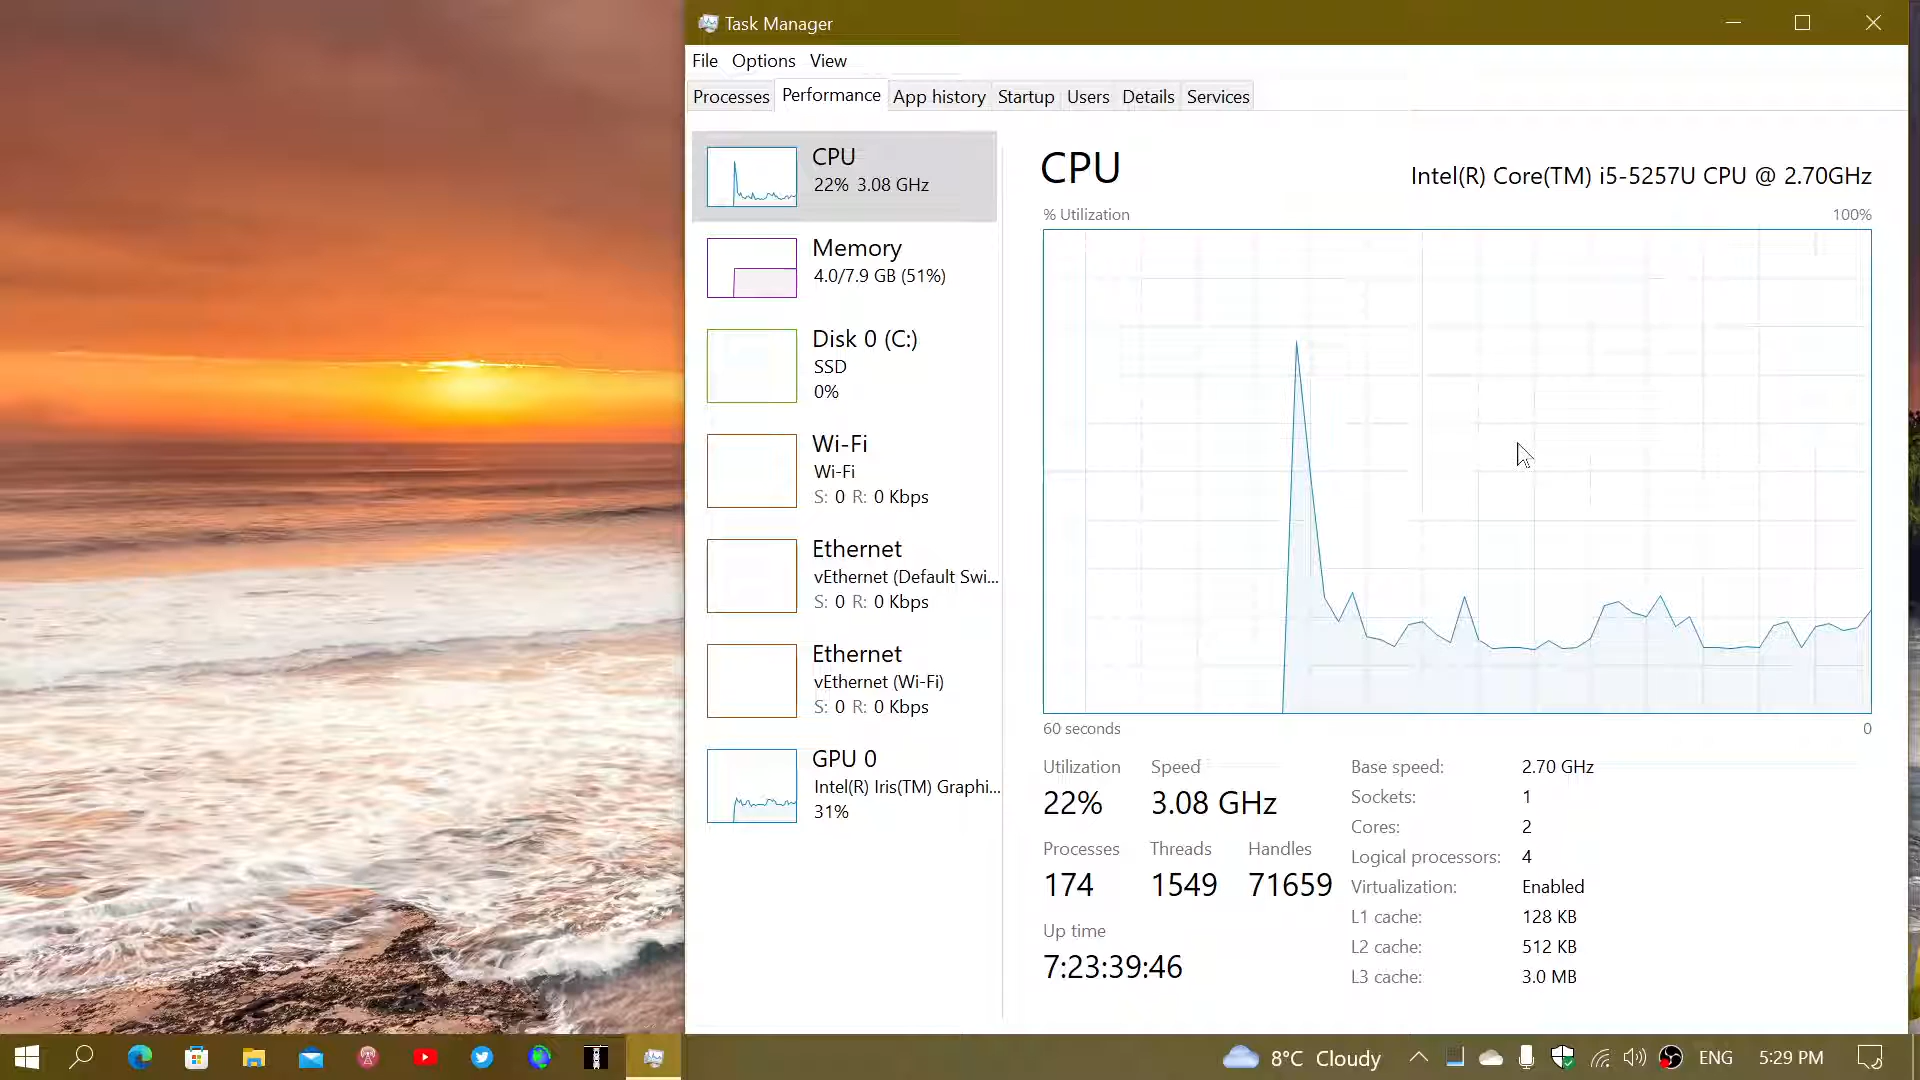 Task Manager
File Options View
Processes Performance App history Startup Users Details Services
CPU
22% 3.08 GHz
Memory
4.0/7.9 GB (51%)
Disk 0 (C:)
SSD
0%
Wi-Fi
Wi-Fi
S: 0 R: 0 Kbps
Ethernet
vEthernet (Default Swi...
S: 0 R: 0 Kbps
Ethernet
vEthernet (Wi-Fi)
S: 0 R: 0 Kbps
GPU 0
Intel(R) Iris(TM) Graphi...
31%
CPU Intel(R) Core(TM) i5-5257U CPU @ 2.70GHz
% Utilization 100%
60 seconds 0
Utilization Speed
22% 3.08 GHz
Processes Threads Handles
174 1549 71659
Up time
7:23:39:46
Base speed: 2.70 GHz
Sockets: 1
Cores: 2
Logical processors: 4
Virtualization: Enabled
L1 cache: 128 KB
L2 cache: 512 KB
L3 cache: 3.0 MB
8°C Cloudy ENG 5:29 PM